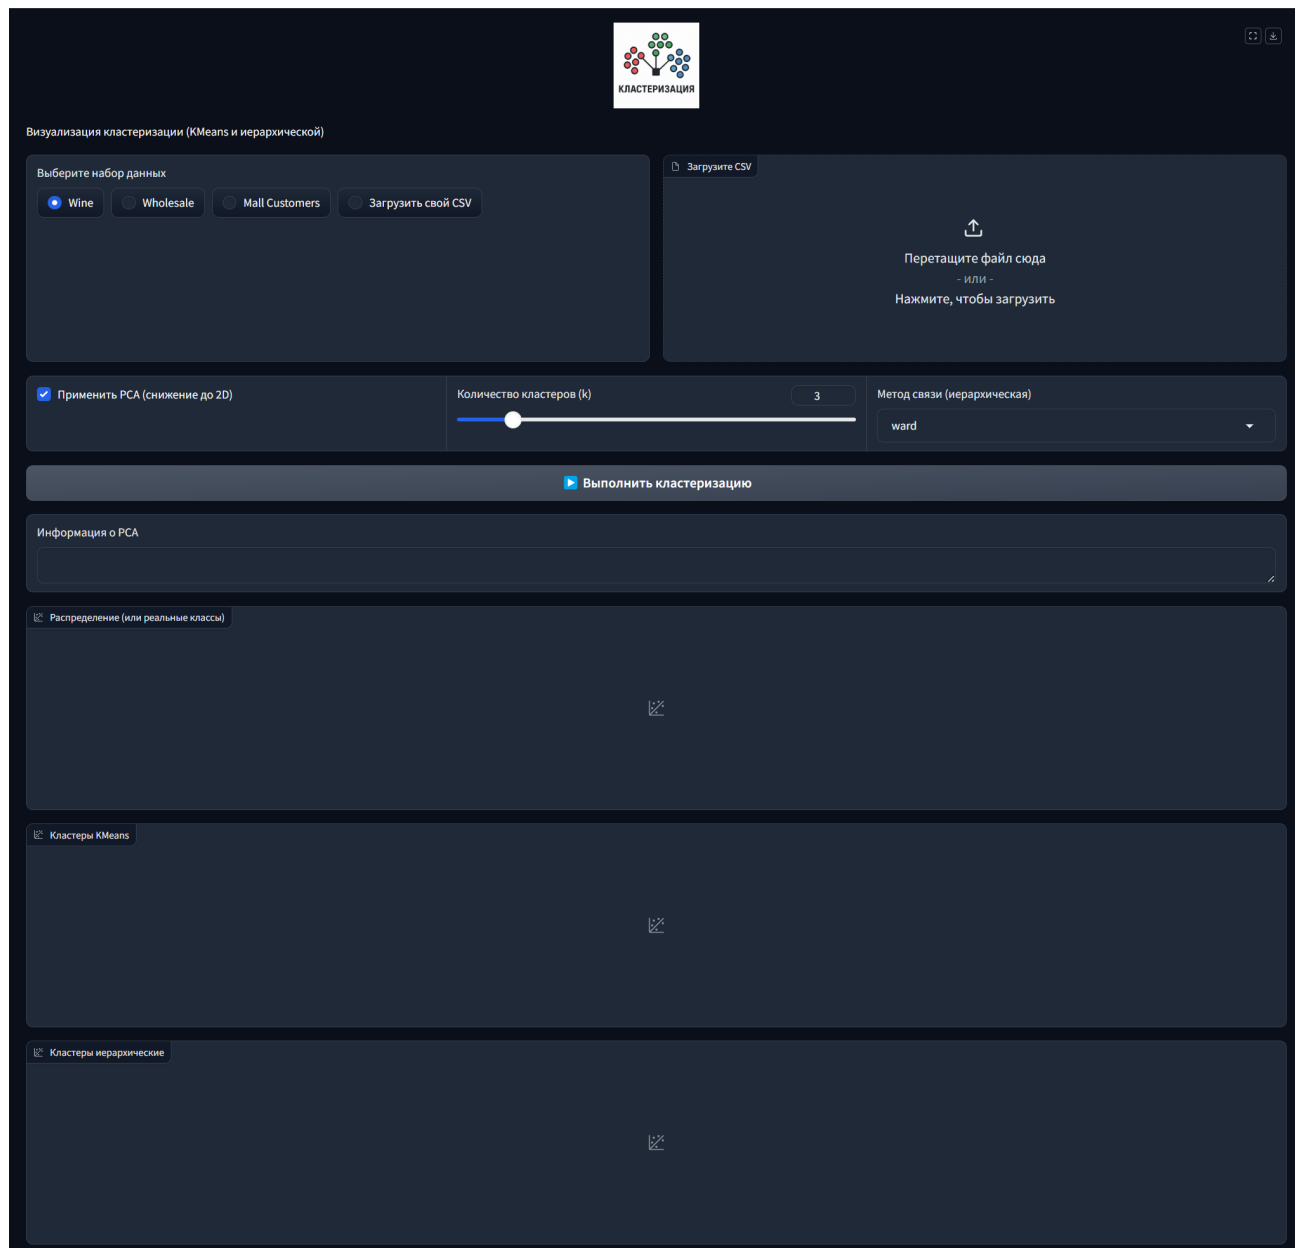 КЛАСТЕРИЗАЦИЯ
Визуализация кластеризации (KMeans и иерархической)
Выберите набор данных
Wine
Wholesale
Mall Customers
Загрузить свой CSV
Загрузите CSV
Перетащите файл сюда
- или -
Нажмите, чтобы загрузить
Применить PCA (снижение до 2D)
Количество кластеров (k)
3
Метод связи (иерархическая)
ward
Выполнить кластеризацию
Информация о PCA
Распределение (или реальные классы)
Кластеры KMeans
Кластеры иерархические